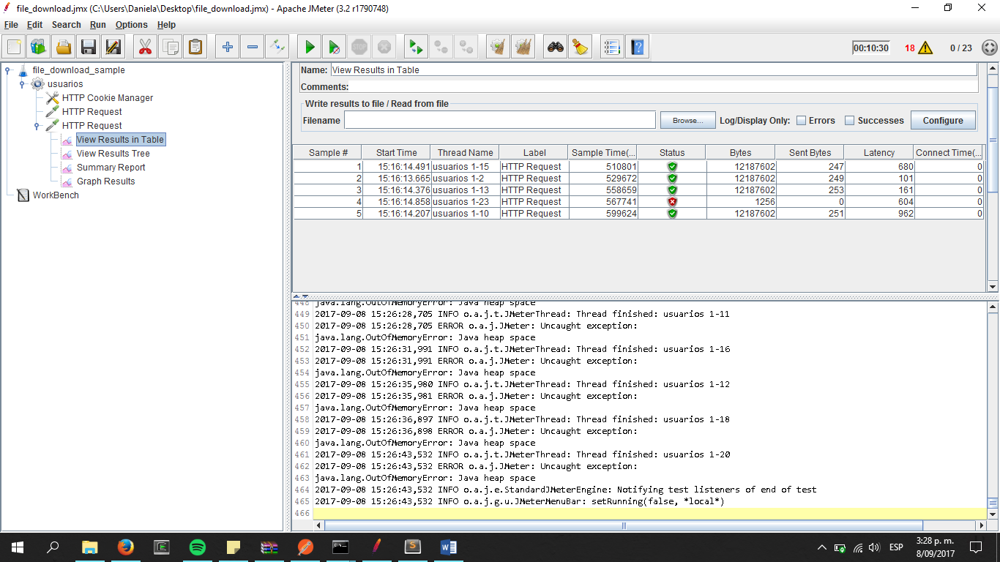 file_download.jmx (C:\Users\Daniela\Desktop\file_download.jmx) - Apache JMeter (3.2 r1790748)
File Edit Search Run Options Help
00:10:30 18 0 / 23
file_download_sample
usuarios
HTTP Cookie Manager
HTTP Request
HTTP Request
View Results in Table
View Results Tree
Summary Report
Graph Results
WorkBench
Name: View Results in Table
Comments:
Write results to file / Read from file
Filename Browse... Log/Display Only: Errors Successes Configure
Sample # Start Time Thread Name Label Sample Time(... Status Bytes Sent Bytes Latency Connect Time(...
1 15:16:14.491 usuarios 1-15 HTTP Request 510801 12187602 247 680 0
2 15:16:13.665 usuarios 1-2 HTTP Request 529672 12187602 249 101 0
3 15:16:14.376 usuarios 1-13 HTTP Request 558659 12187602 253 161 0
4 15:16:14.858 usuarios 1-23 HTTP Request 567741 1256 0 604 0
5 15:16:14.207 usuarios 1-10 HTTP Request 599624 12187602 251 962 0
448 java.lang.OutOfMemoryError: Java heap space
449 2017-09-08 15:26:28,705 INFO o.a.j.t.JMeterThread: Thread finished: usuarios 1-11
450 2017-09-08 15:26:28,705 ERROR o.a.j.JMeter: Uncaught exception:
451 java.lang.OutOfMemoryError: Java heap space
452 2017-09-08 15:26:31,991 INFO o.a.j.t.JMeterThread: Thread finished: usuarios 1-16
453 2017-09-08 15:26:31,991 ERROR o.a.j.JMeter: Uncaught exception:
454 java.lang.OutOfMemoryError: Java heap space
455 2017-09-08 15:26:35,980 INFO o.a.j.t.JMeterThread: Thread finished: usuarios 1-12
456 2017-09-08 15:26:35,981 ERROR o.a.j.JMeter: Uncaught exception:
457 java.lang.OutOfMemoryError: Java heap space
458 2017-09-08 15:26:36,897 INFO o.a.j.t.JMeterThread: Thread finished: usuarios 1-18
459 2017-09-08 15:26:36,898 ERROR o.a.j.JMeter: Uncaught exception:
460 java.lang.OutOfMemoryError: Java heap space
461 2017-09-08 15:26:43,532 INFO o.a.j.t.JMeterThread: Thread finished: usuarios 1-20
462 2017-09-08 15:26:43,532 ERROR o.a.j.JMeter: Uncaught exception:
463 java.lang.OutOfMemoryError: Java heap space
464 2017-09-08 15:26:43,532 INFO o.a.j.e.StandardJMeterEngine: Notifying test listeners of end of test
465 2017-09-08 15:26:43,532 INFO o.a.j.g.u.JMeterMenuBar: setRunning(false, *local*)
466
ESP
3:28 p. m.
8/09/2017